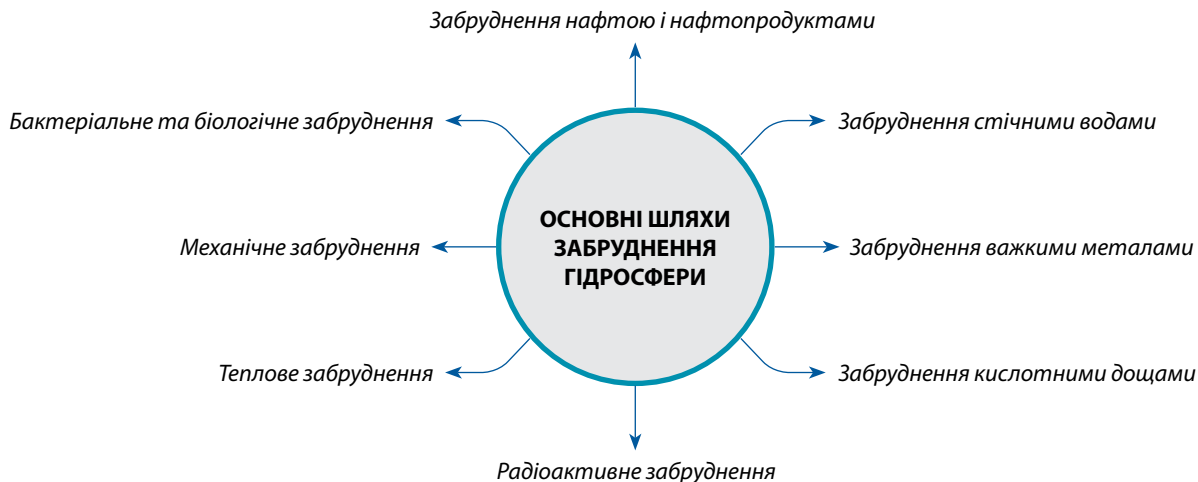 Забруднення нафтою і нафтопродуктами
Бактеріальне та біологічне забруднення
Забруднення стічними водами
ОСНОВНІ ШЛЯХИ
ЗАБРУДНЕННЯ
ГІДРОСФЕРИ
Механічне забруднення
Забруднення важкими металами
Теплове забруднення
Забруднення кислотними дощами
Радіоактивне забруднення